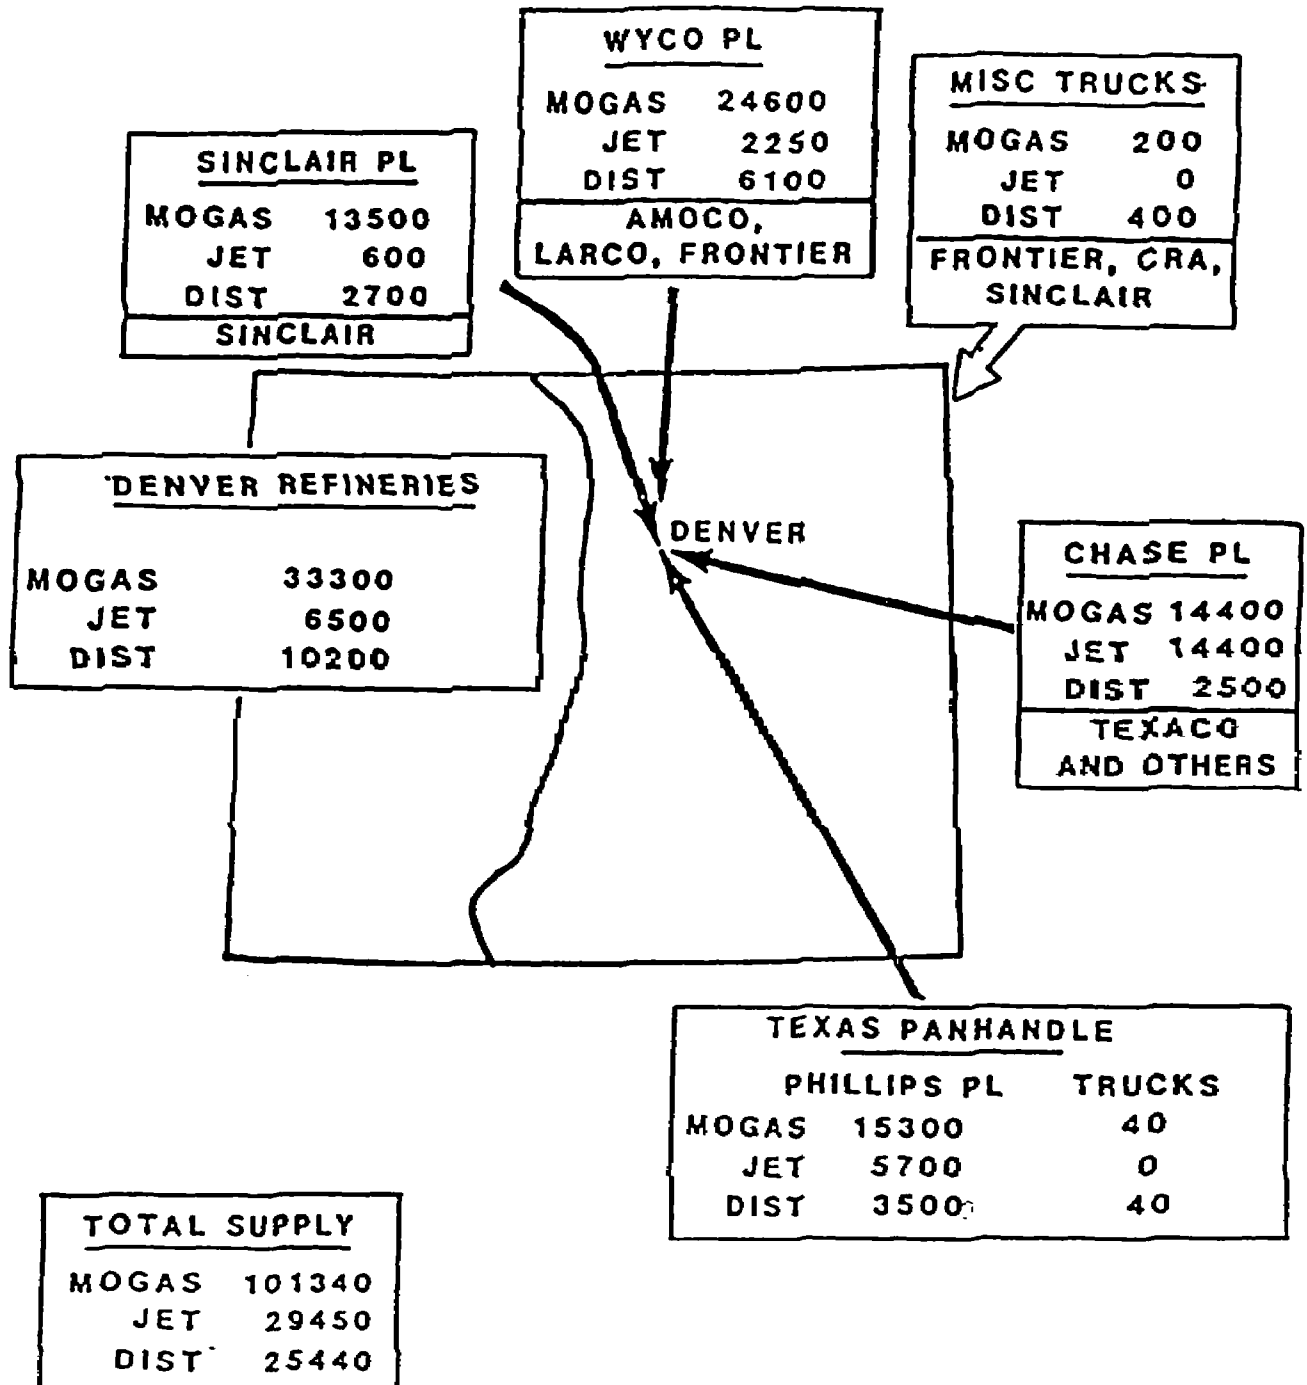 WYCO PL
MOGAS 24600
JET 2250
DIST 6100
AMOCO,
LARCO, FRONTIER
MISC TRUCKS
MOGAS 200
JET 0
DIST 400
FRONTIER, CRA,
SINCLAIR
SINCLAIR PL
MOGAS 13500
JET 600
DIST 2700
SINCLAIR
DENVER REFINERIES
MOGAS 33300
JET 6500
DIST 10200
DENVER
CHASE PL
MOGAS 14400
JET 14400
DIST 2500
TEXACO
AND OTHERS
TEXAS PANHANDLE
PHILLIPS PL TRUCKS
MOGAS 15300 40
JET 5700 0
DIST 3500 40
TOTAL SUPPLY
MOGAS 101340
JET 29450
DIST 25440